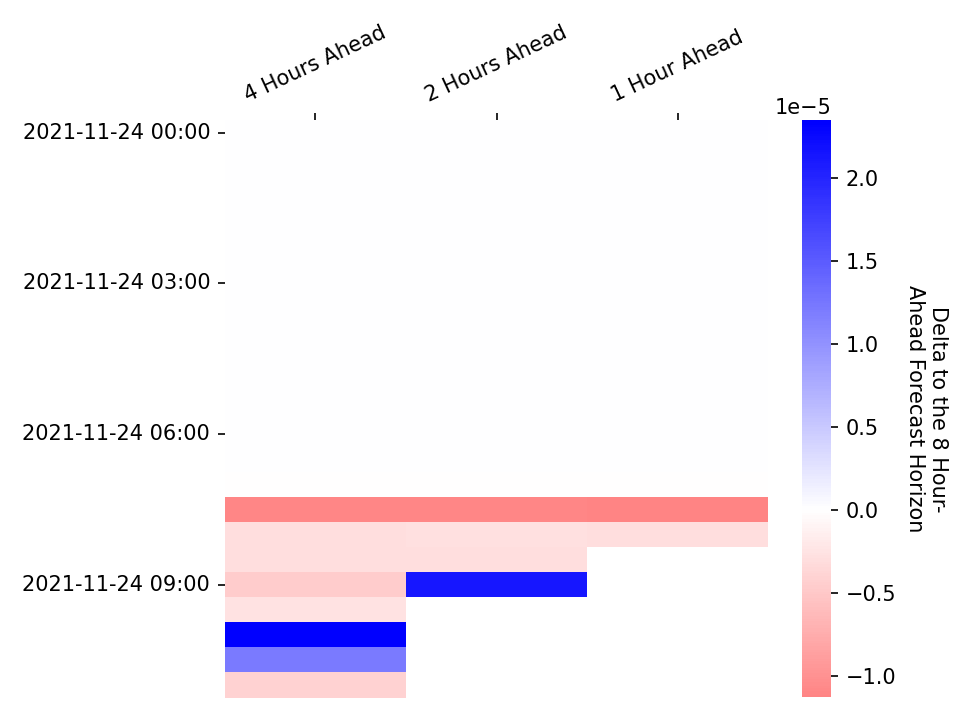 4 Hours Ahead
2 Hours Ahead
1 Hour Ahead
1e−5
2021-11-24 00:00
2021-11-24 03:00
2021-11-24 06:00
2021-11-24 09:00
2.0
1.5
1.0
0.5
0.0
−0.5
−1.0
Delta to the 8 Hour-
Ahead Forecast Horizon